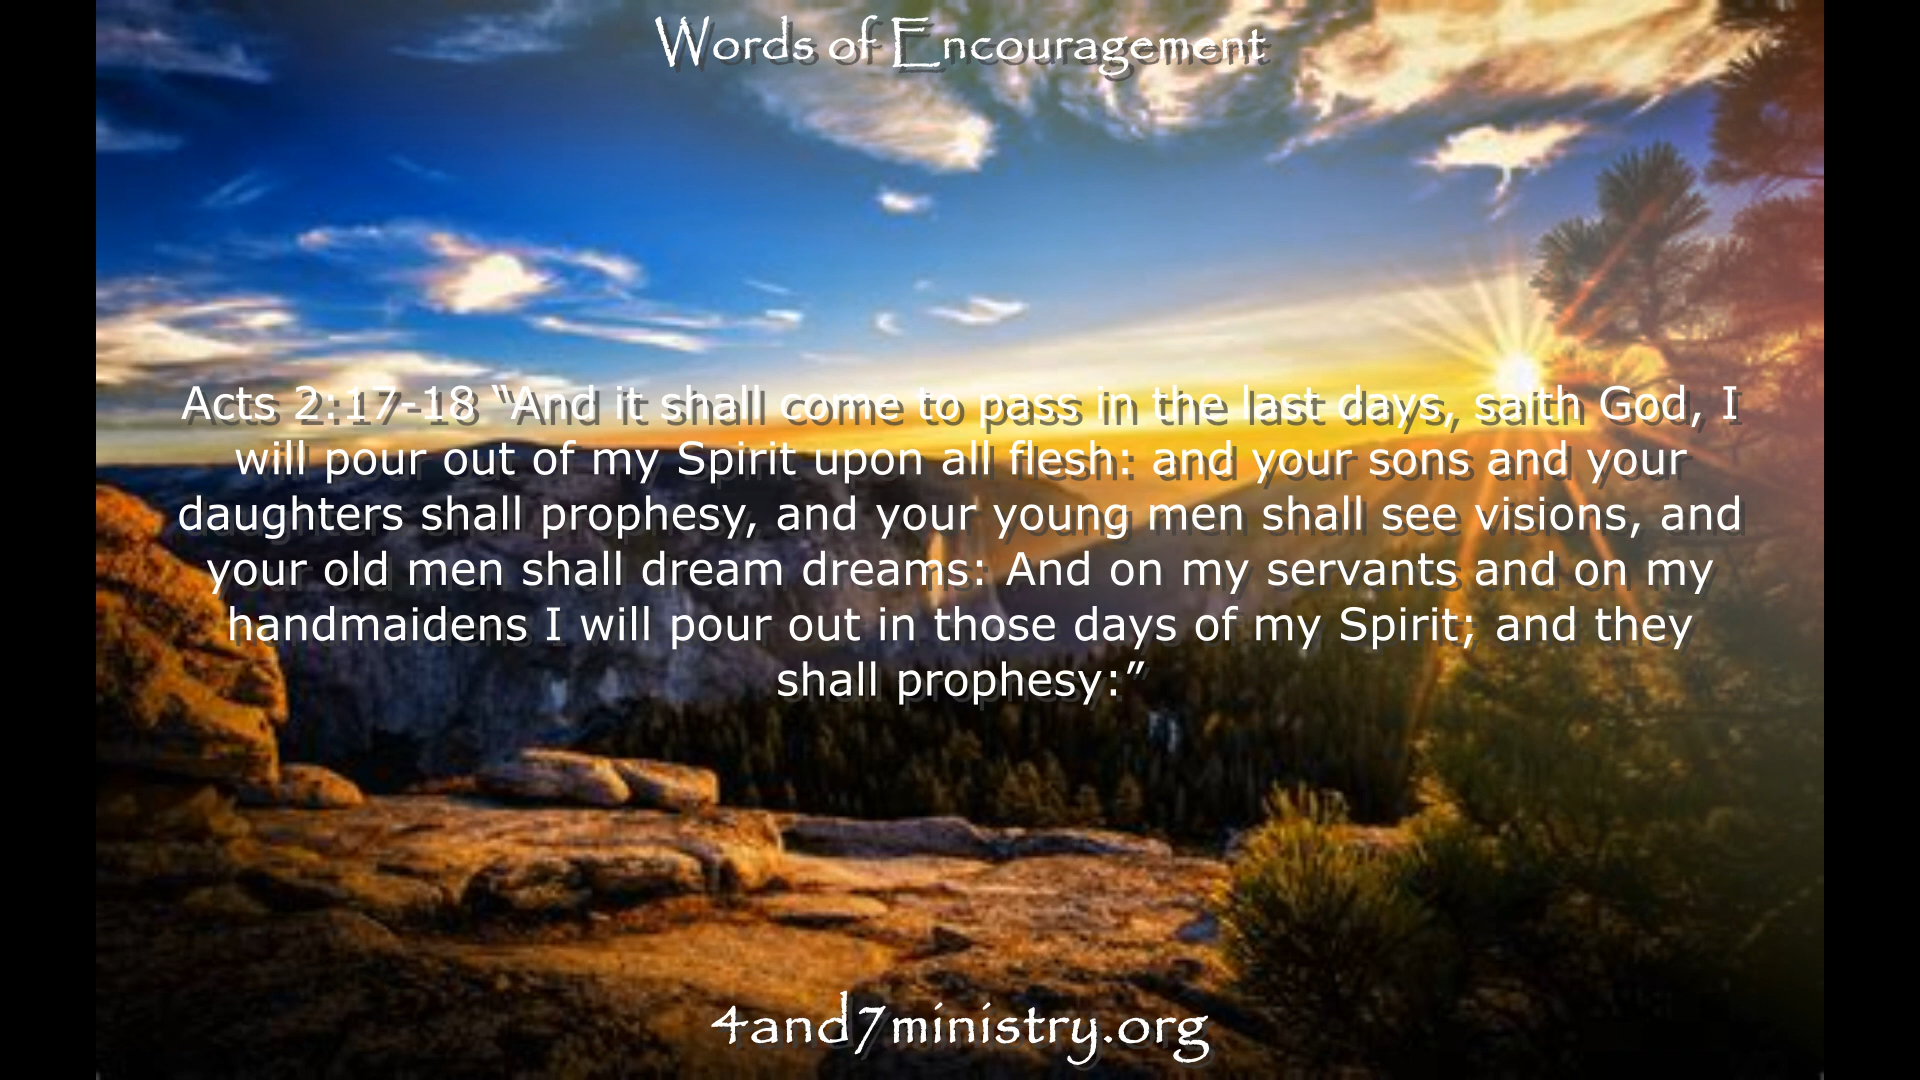 Words of Encouragement
Acts 2:17-18 “And it shall come to pass in the last days, saith God, I
will pour out of my Spirit upon all flesh: and your sons and your
daughters shall prophesy, and your young men shall see visions, and
your old men shall dream dreams: And on my servants and on my
handmaidens I will pour out in those days of my Spirit; and they
shall prophesy:”
4and7ministry.org